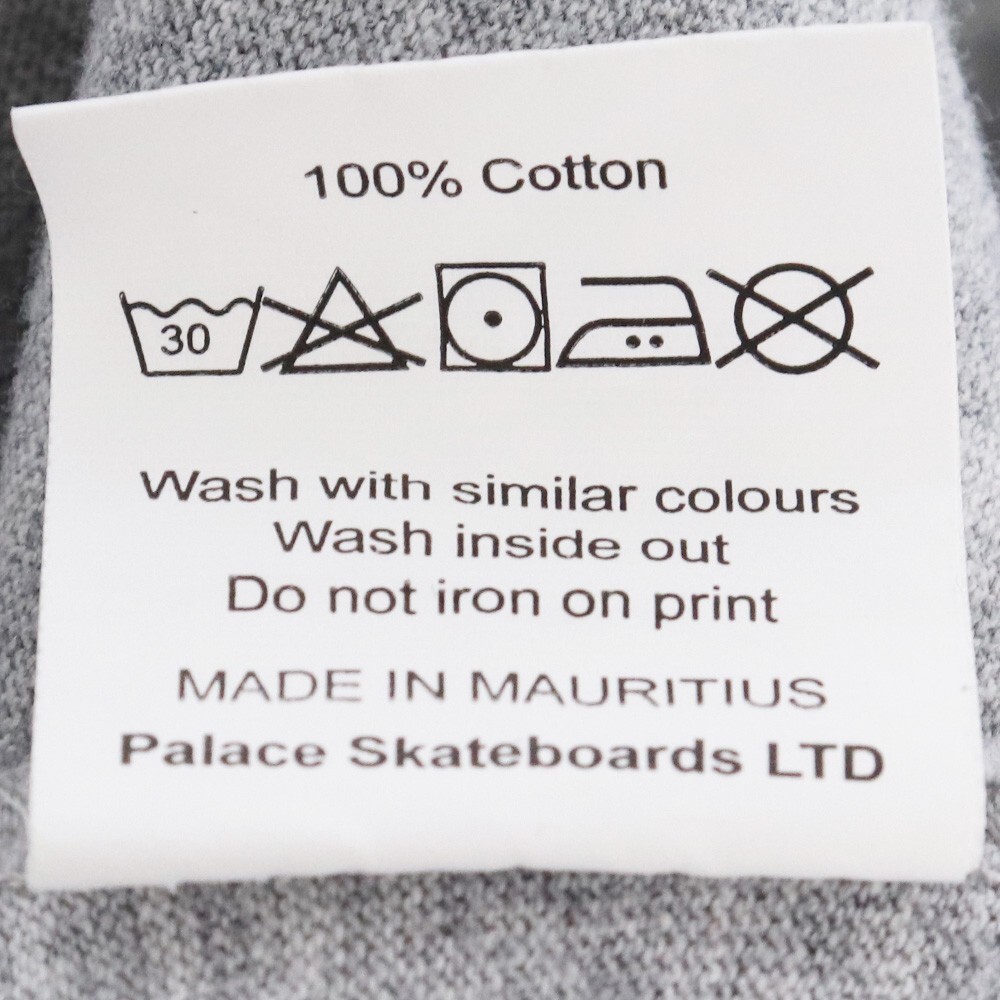 100% Cotton
30
Wash with similar colours
Wash inside out
Do not iron on print
MADE IN MAURITIUS
Palace Skateboards LTD